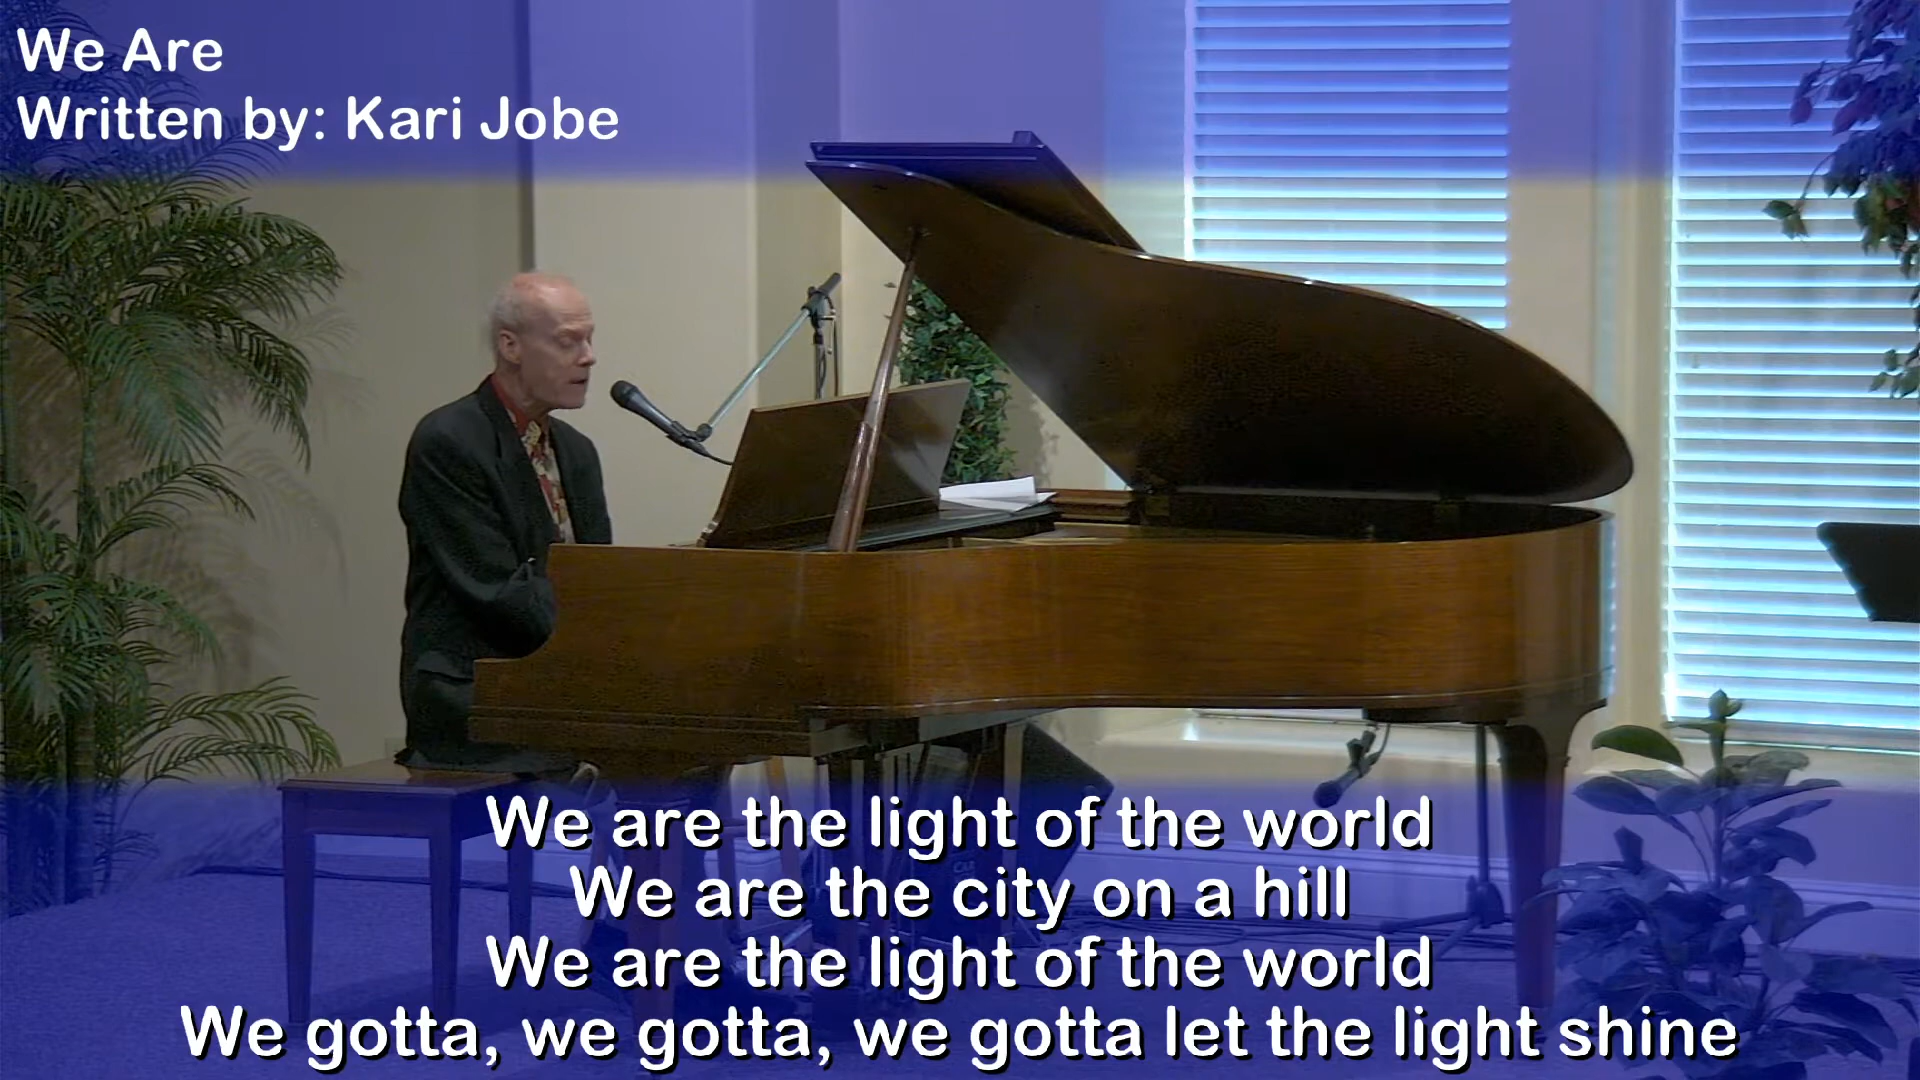 We Are
Written by: Kari Jobe
We are the light of the world
We are the city on a hill
We are the light of the world
We gotta, we gotta, we gotta let the light shine